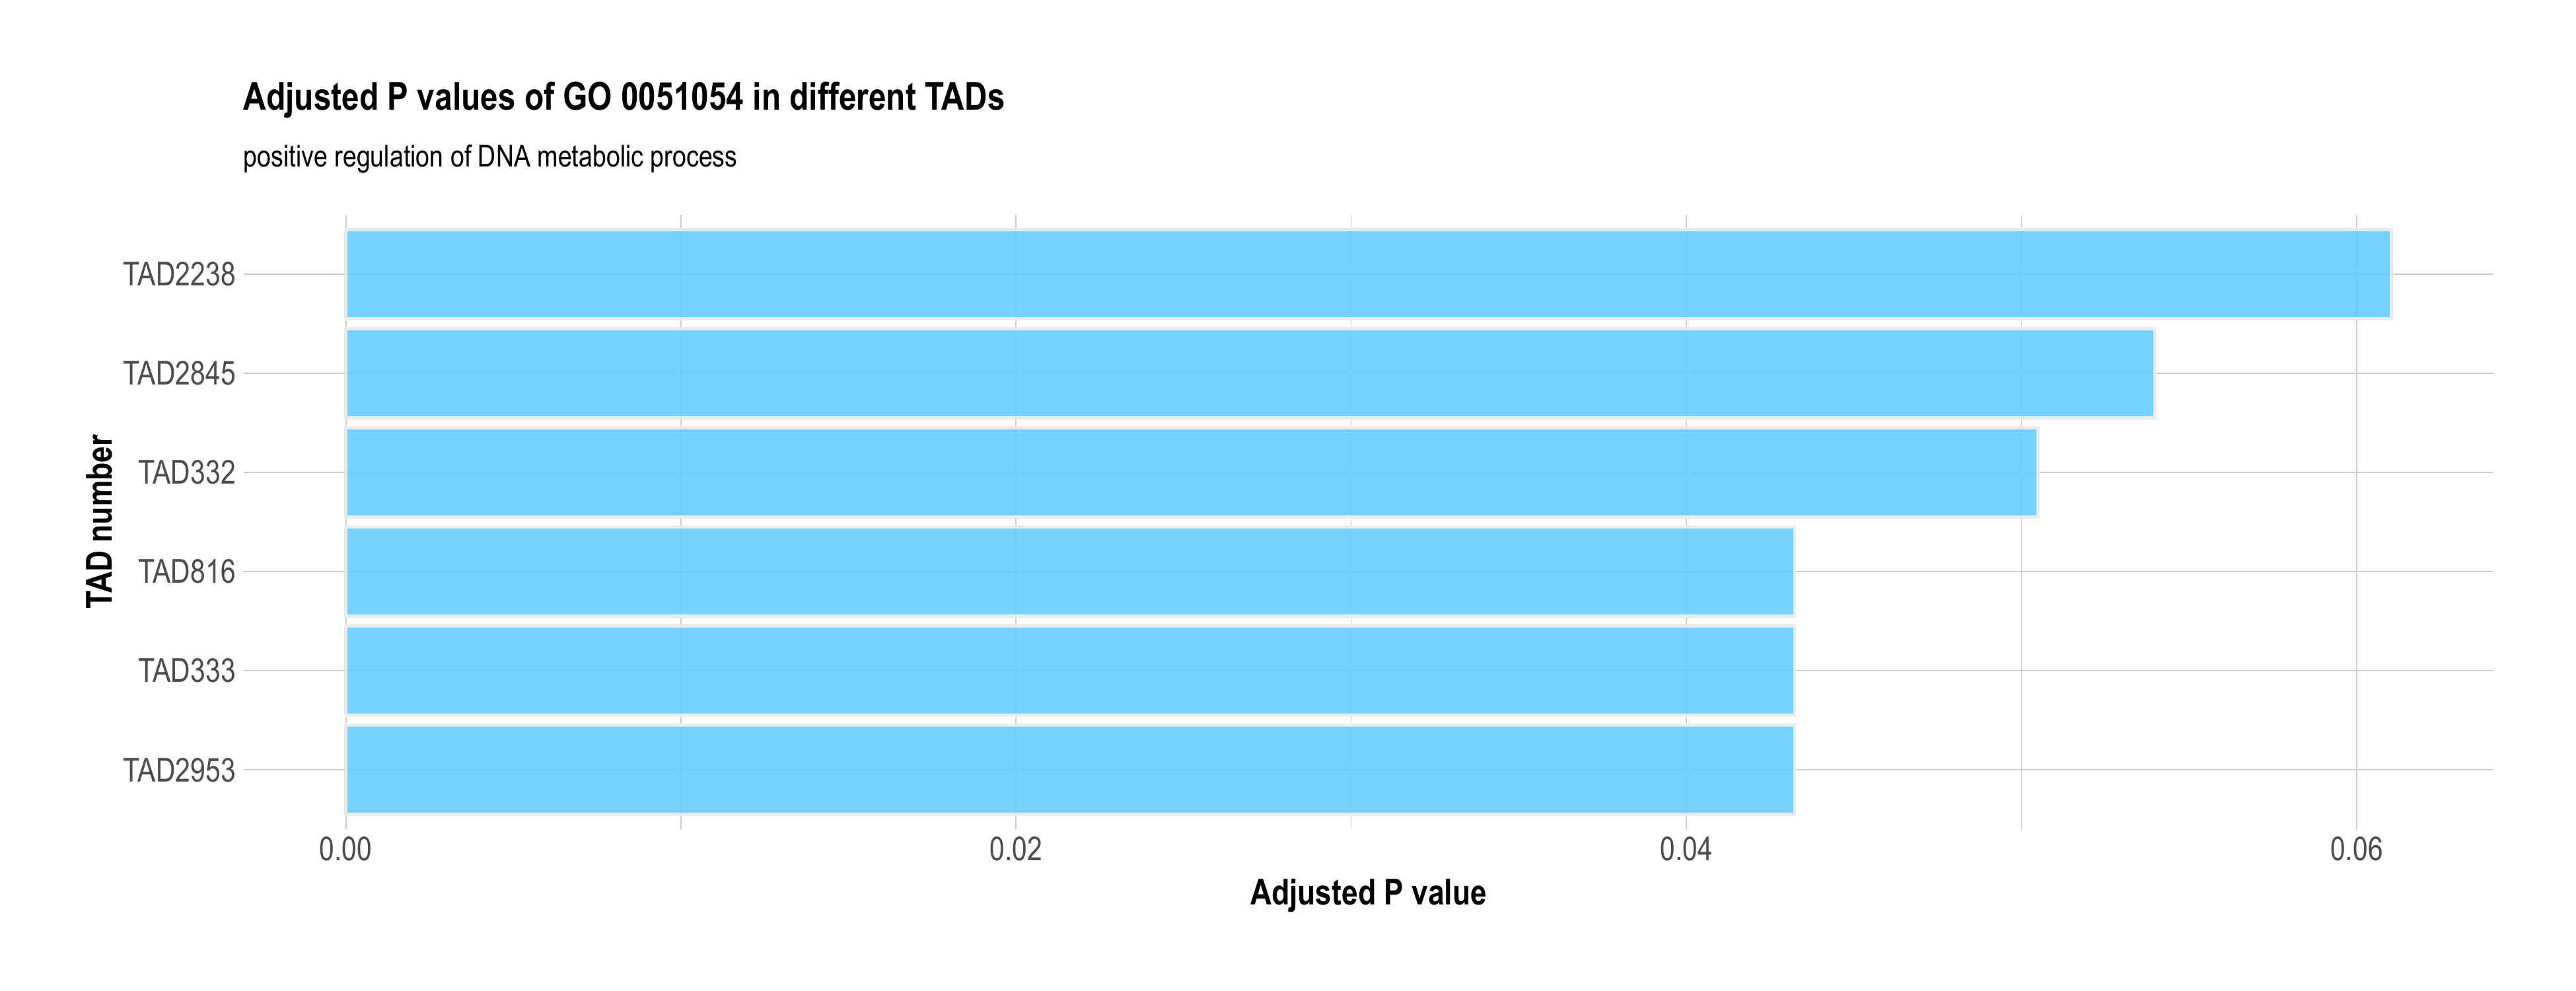 Adjusted P values of GO 0051054 in different TADs
positive regulation of DNA metabolic process
TAD number
TAD2238
TAD2845
TAD332
TAD816
TAD333
TAD2953
0.00 0.02 0.04 0.06
Adjusted P value